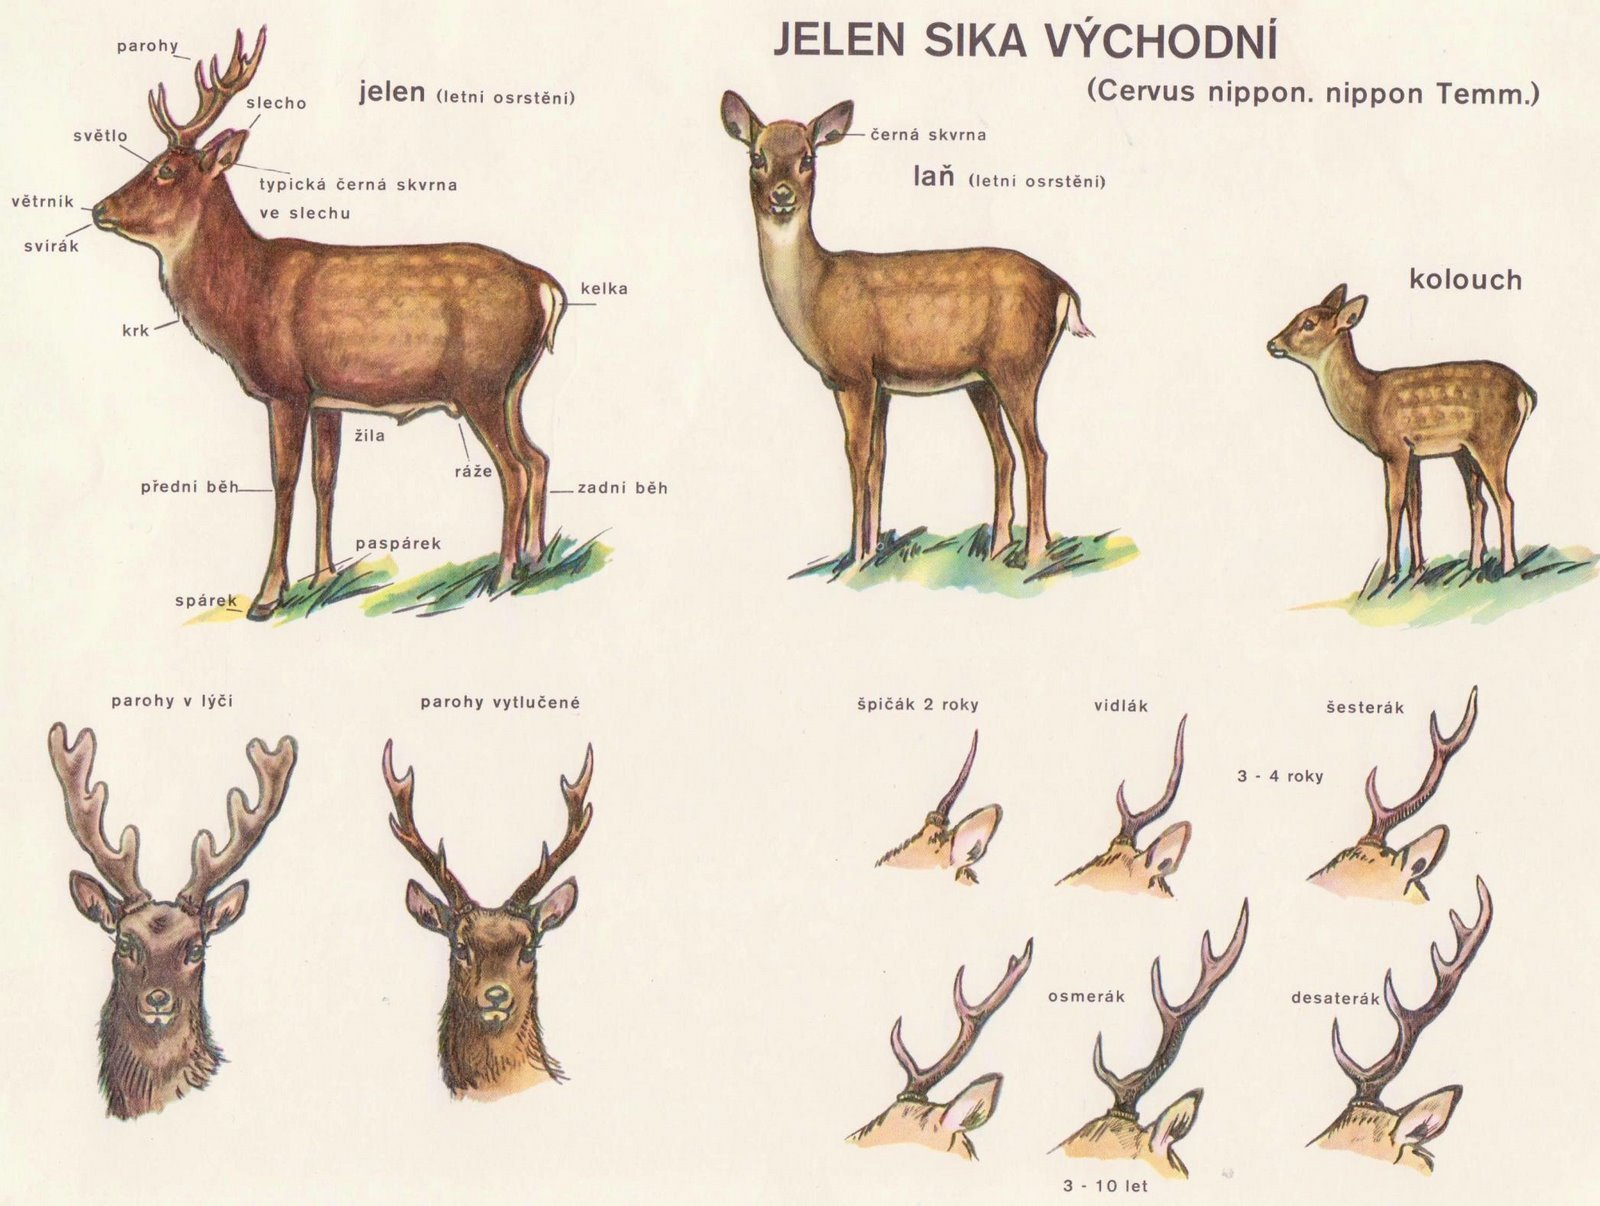 JELEN SIKA VÝCHODNÍ
(Cervus nippon. nippon Temm.)
parohy
jelen (letní osrstění)
slecho
světlo
typická černá skvrna
ve slechu
větrník
svírák
krk
kelka
žíla
ráže
přední běh
zadní běh
paspárek
spárek
černá skvrna
laň (letní osrstění)
kolouch
parohy v lýči
parohy vytlučené
špičák 2 roky
vidlák
šesterák
3 - 4 roky
osmerák
desaterák
3 - 10 let